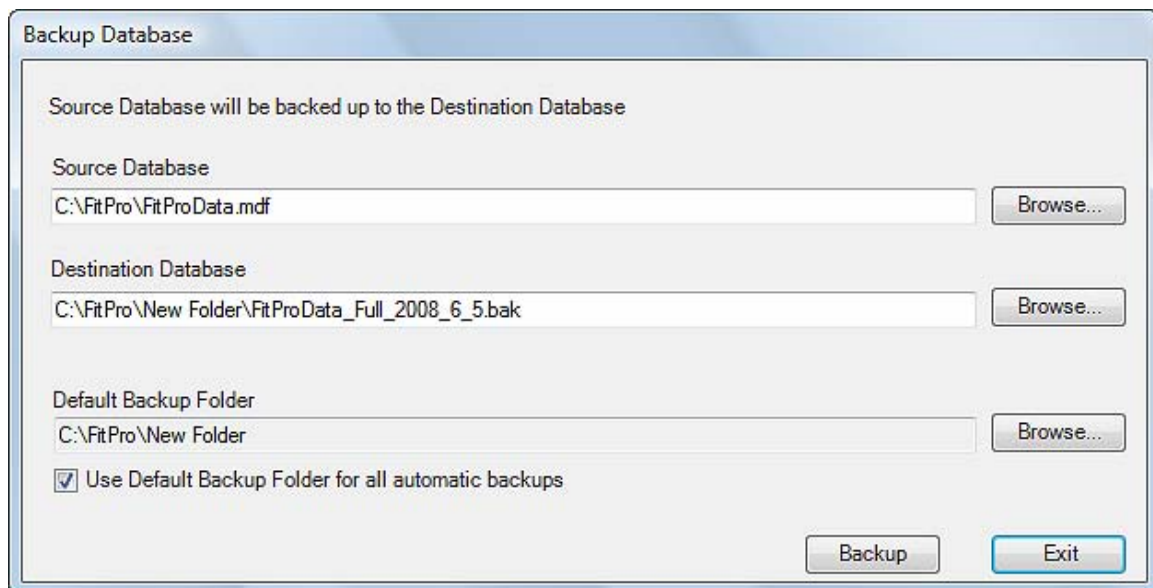 Backup Database
Source Database will be backed up to the Destination Database
Source Database
C:\FitPro\FitProData.mdf
Browse...
Destination Database
C:\FitPro\New Folder\FitProData_Full_2008_6_5.bak
Browse...
Default Backup Folder
C:\FitPro\New Folder
Browse...
Use Default Backup Folder for all automatic backups
Backup
Exit